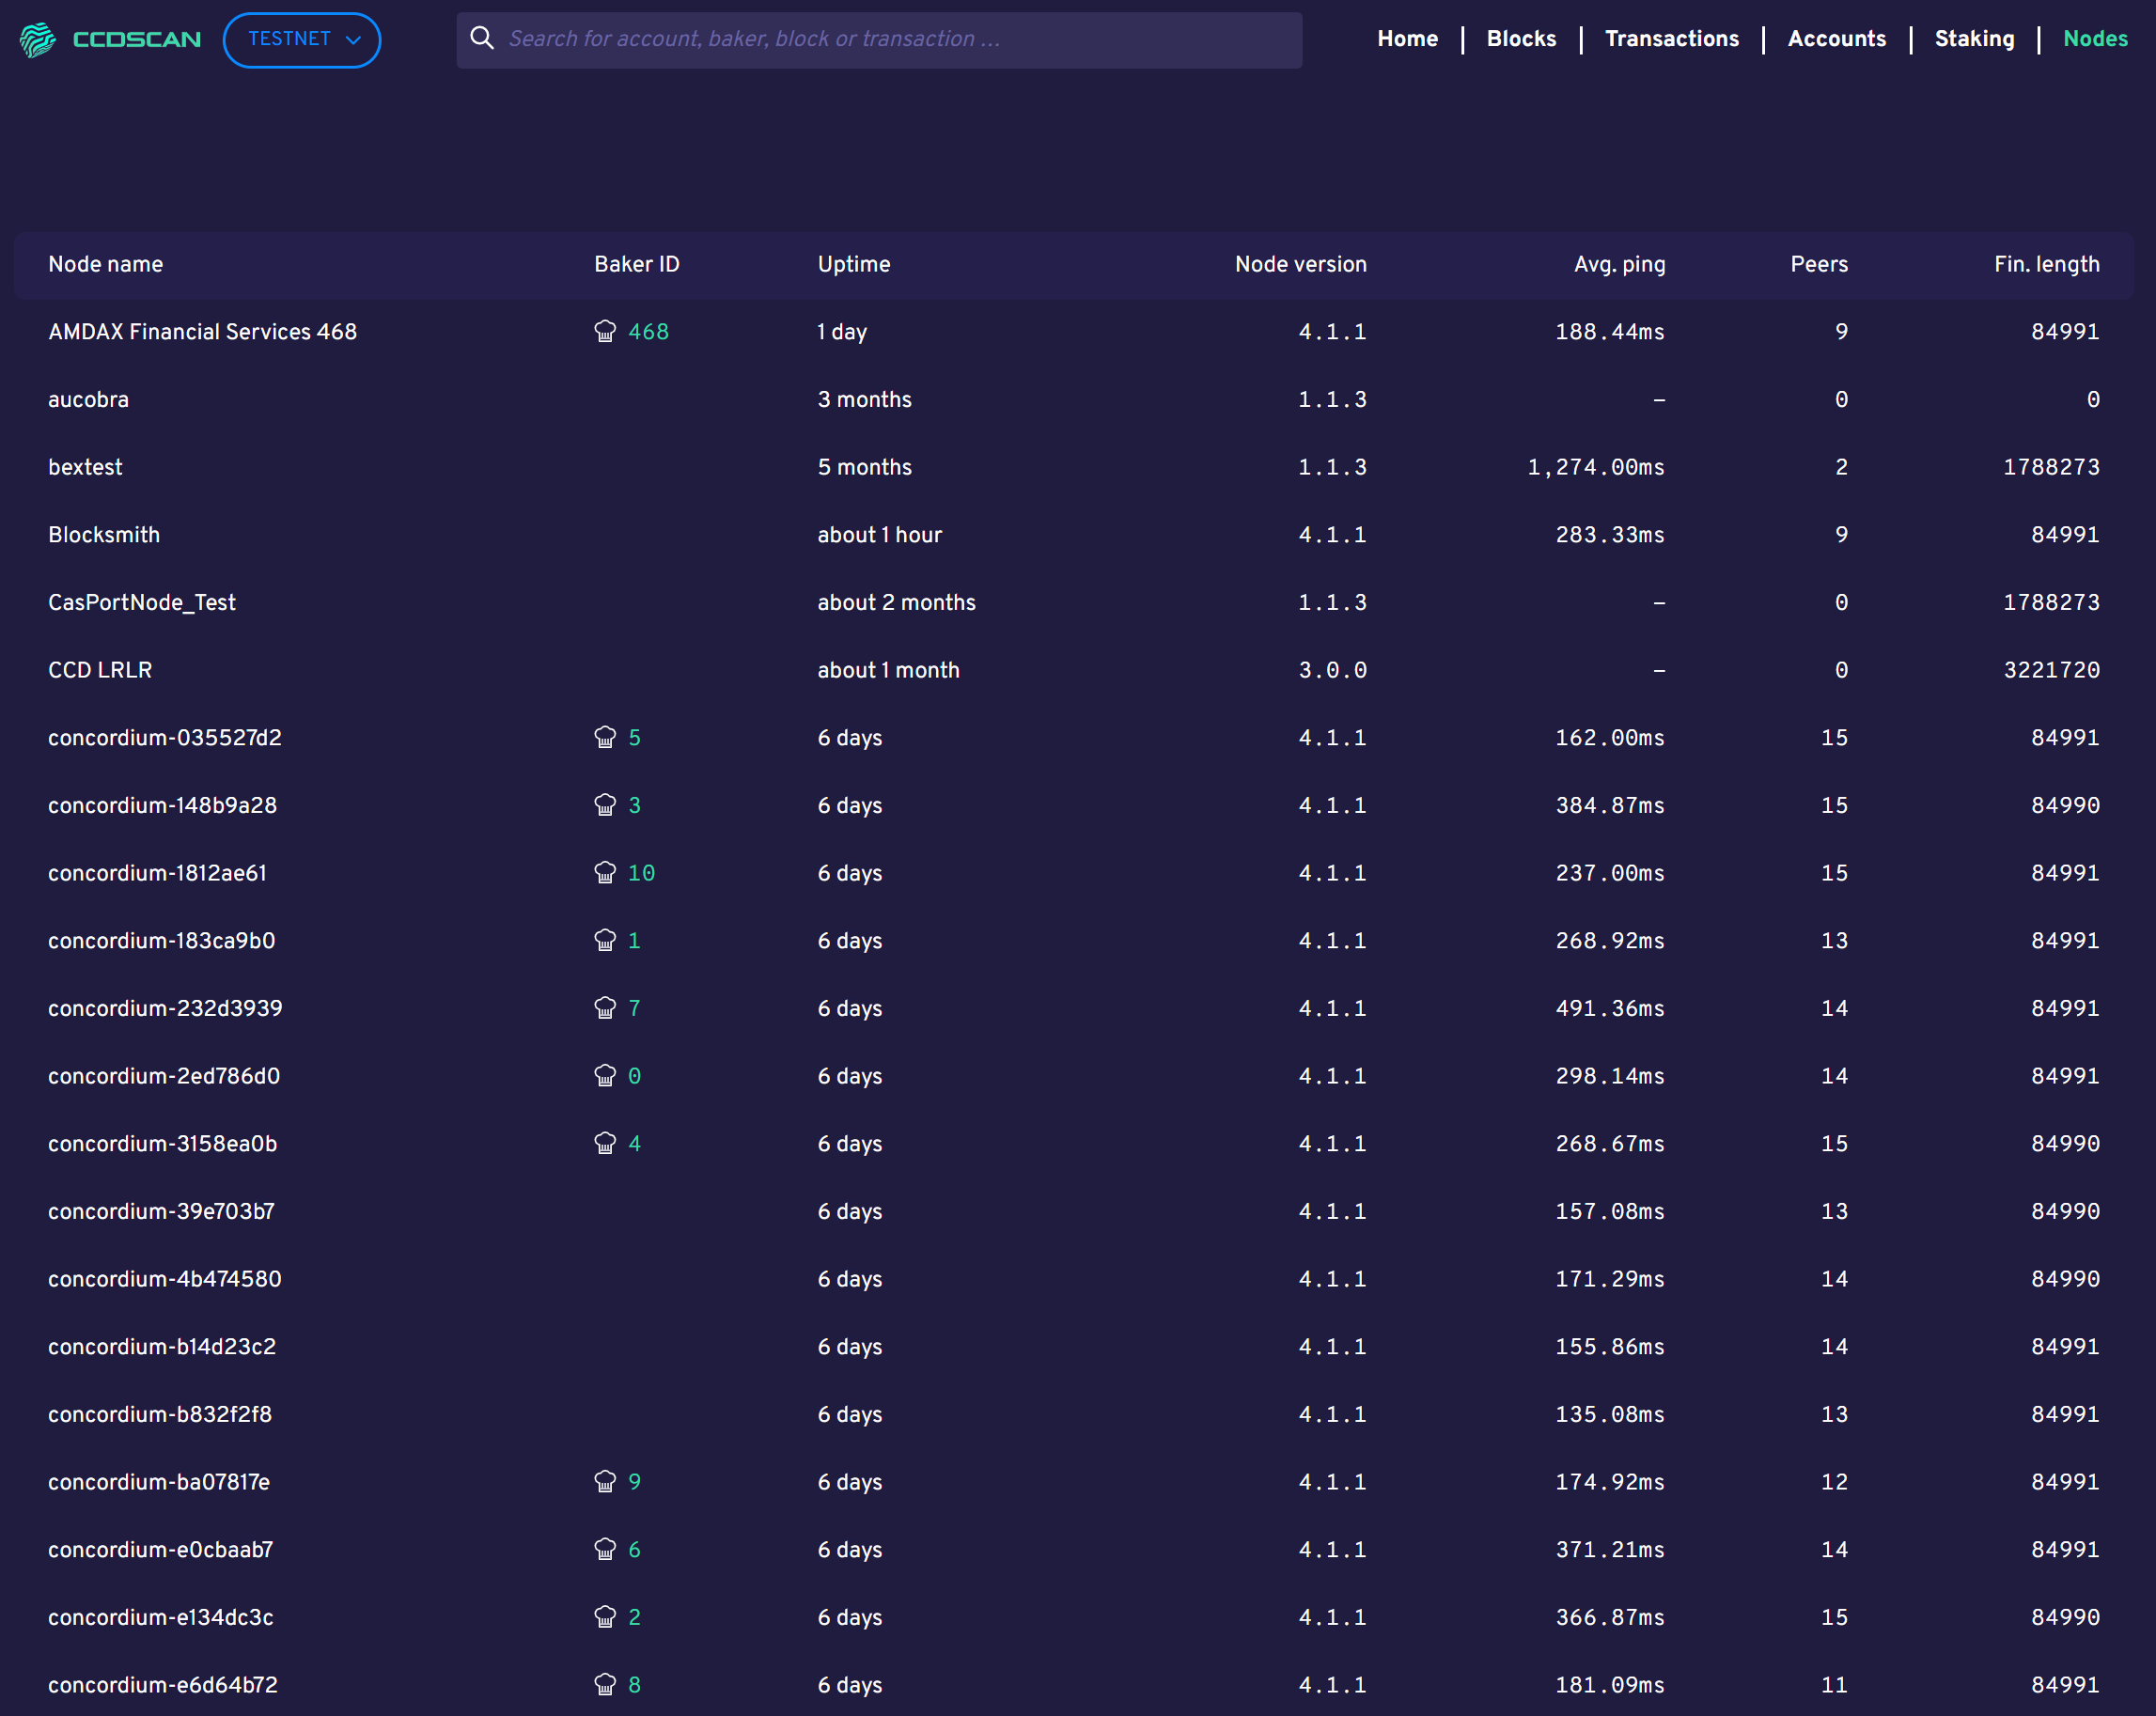 CCDSCAN TESTNET Search for account, baker, block or transaction ... Home | Blocks | Transactions | Accounts | Staking | Nodes
Node name Baker ID Uptime Node version Avg. ping Peers Fin. length
AMDAX Financial Services 468 468 1 day 4.1.1 188.44ms 9 84991
aucobra 3 months 1.1.3 – 0 0
bextest 5 months 1.1.3 1,274.00ms 2 1788273
Blocksmith about 1 hour 4.1.1 283.33ms 9 84991
CasPortNode_Test about 2 months 1.1.3 – 0 1788273
CCD LRLR about 1 month 3.0.0 – 0 3221720
concordium-035527d2 5 6 days 4.1.1 162.00ms 15 84991
concordium-148b9a28 3 6 days 4.1.1 384.87ms 15 84990
concordium-1812ae61 10 6 days 4.1.1 237.00ms 15 84991
concordium-183ca9b0 1 6 days 4.1.1 268.92ms 13 84991
concordium-232d3939 7 6 days 4.1.1 491.36ms 14 84991
concordium-2ed786d0 0 6 days 4.1.1 298.14ms 14 84991
concordium-3158ea0b 4 6 days 4.1.1 268.67ms 15 84990
concordium-39e703b7 6 days 4.1.1 157.08ms 13 84990
concordium-4b474580 6 days 4.1.1 171.29ms 14 84990
concordium-b14d23c2 6 days 4.1.1 155.86ms 14 84991
concordium-b832f2f8 6 days 4.1.1 135.08ms 13 84991
concordium-ba07817e 9 6 days 4.1.1 174.92ms 12 84991
concordium-e0cbaab7 6 6 days 4.1.1 371.21ms 14 84991
concordium-e134dc3c 2 6 days 4.1.1 366.87ms 15 84990
concordium-e6d64b72 8 6 days 4.1.1 181.09ms 11 84991